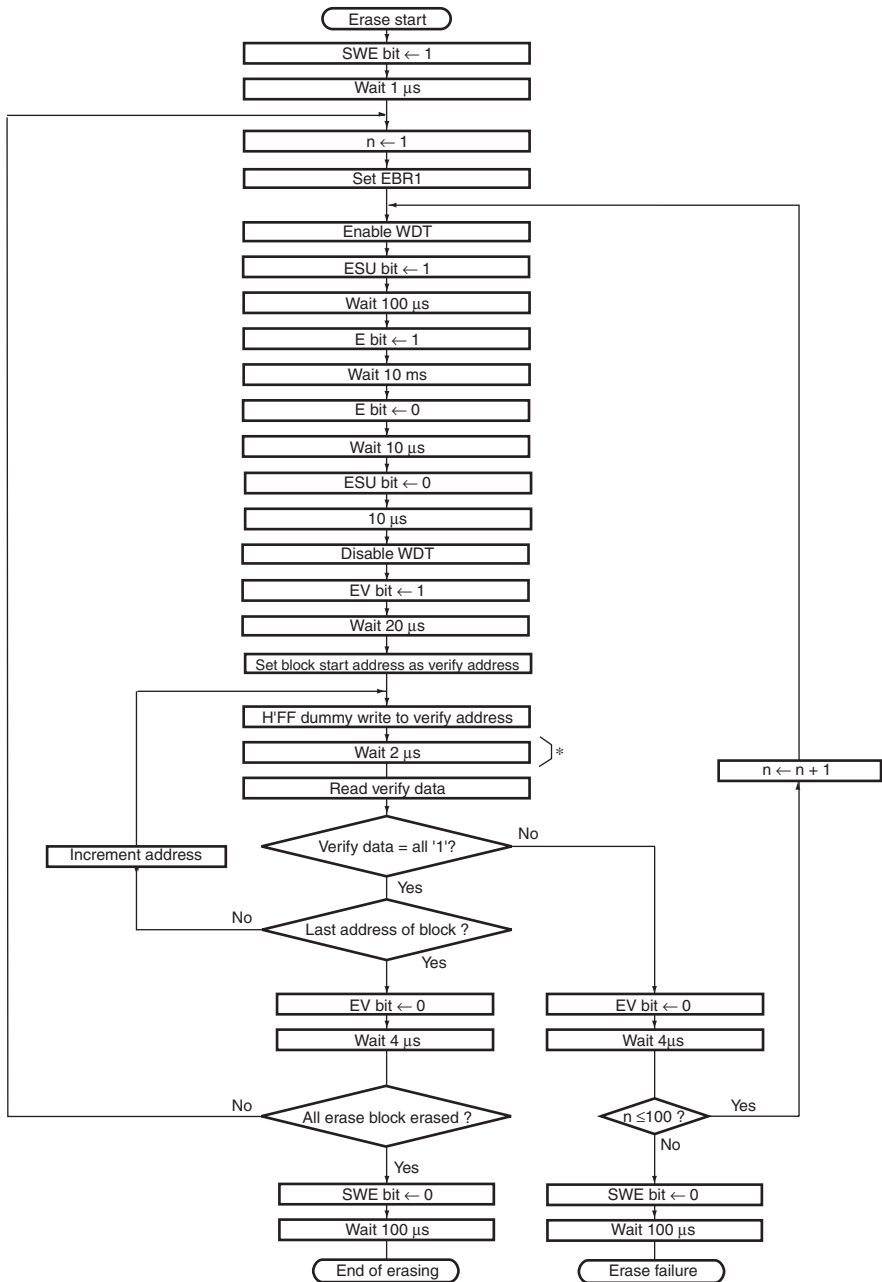 Erase start
SWE bit ← 1
Wait 1 μs
n ← 1
Set EBR1
Enable WDT
ESU bit ← 1
Wait 100 μs
E bit ← 1
Wait 10 ms
E bit ← 0
Wait 10 μs
ESU bit ← 0
10 μs
Disable WDT
EV bit ← 1
Wait 20 μs
Set block start address as verify address
H'FF dummy write to verify address
Wait 2 μs
*
n ← n + 1
Read verify data
Verify data = all '1'?
No
Increment address
Yes
No
Last address of block ?
Yes
EV bit ← 0
EV bit ← 0
Wait 4 μs
Wait 4μs
No
All erase block erased ?
n ≤100 ?
Yes
Yes
No
SWE bit ← 0
SWE bit ← 0
Wait 100 μs
Wait 100 μs
End of erasing
Erase failure